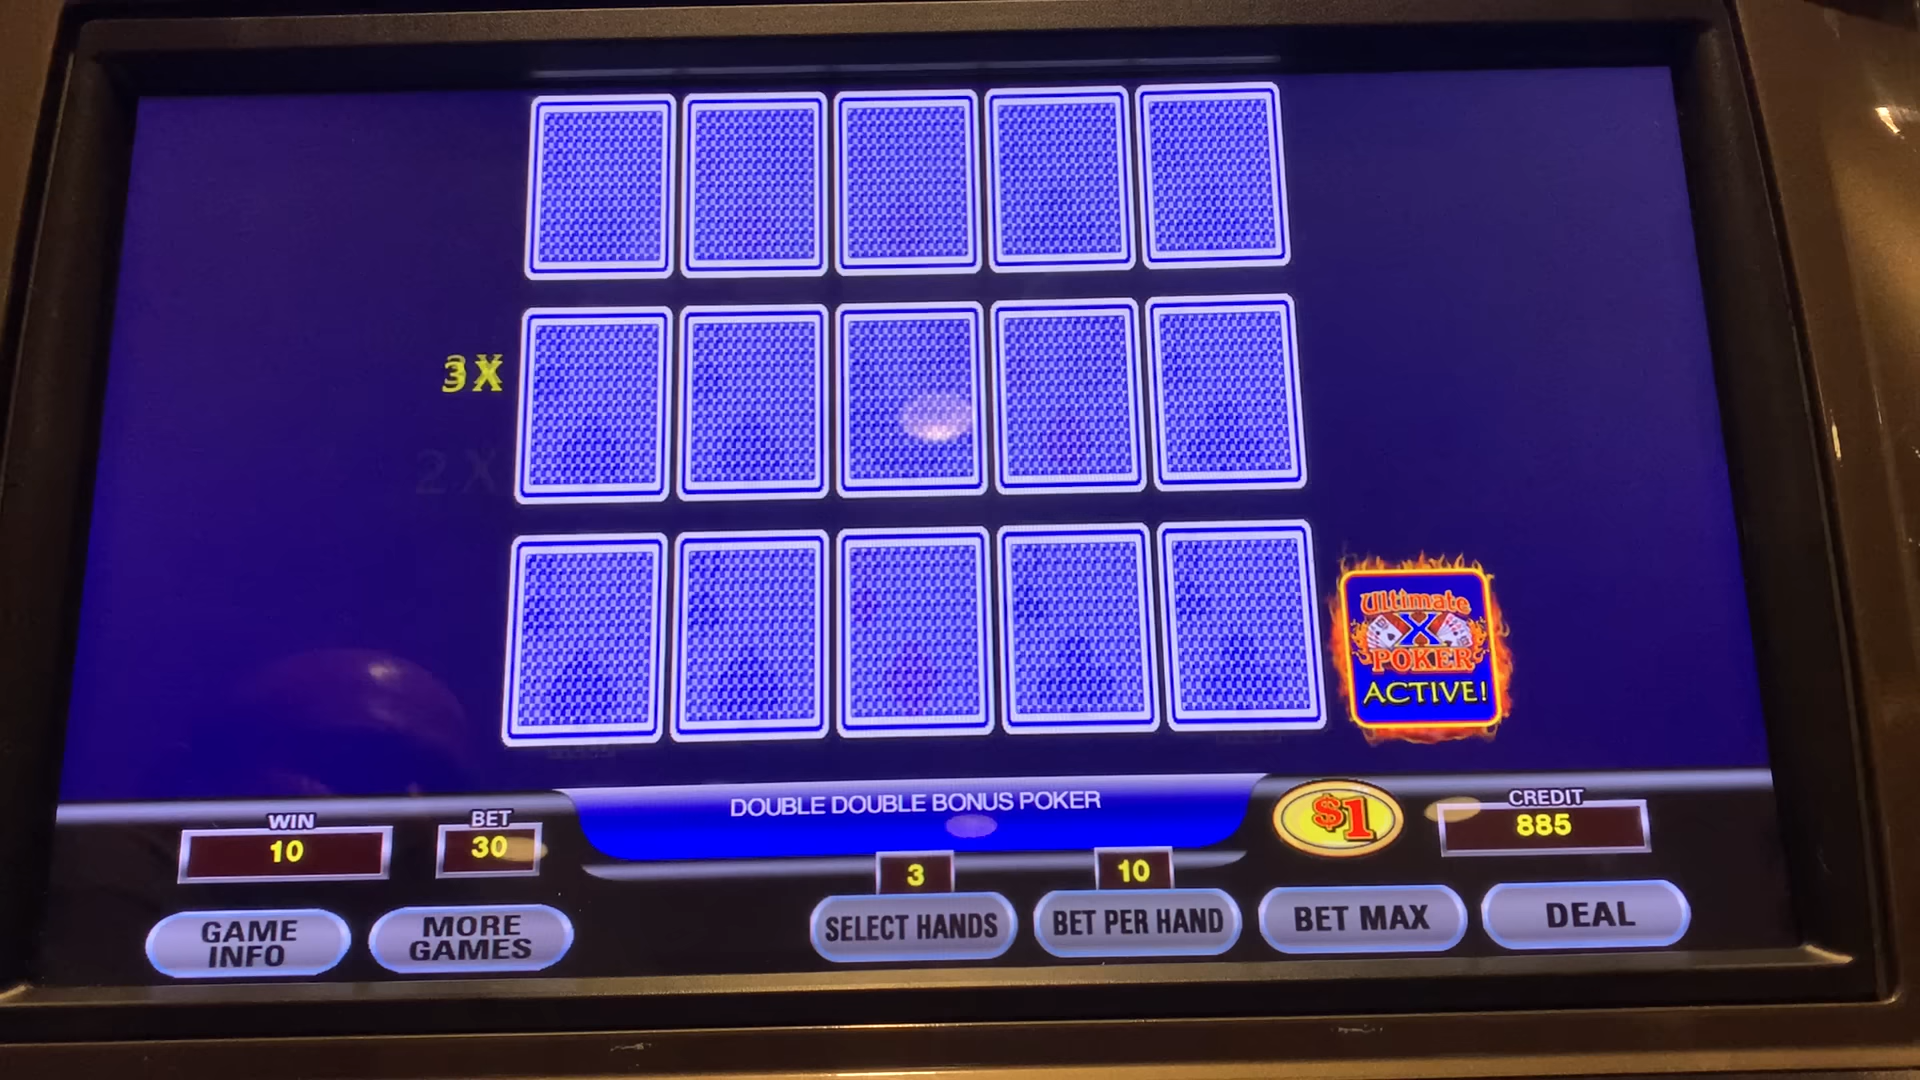 3X
2X
Ultimate
X
POKER
ACTIVE!
DOUBLE DOUBLE BONUS POKER
WIN
10
BET
30
$1
CREDIT
885
3
10
GAME
INFO
MORE
GAMES
SELECT HANDS
BET PER HAND
BET MAX
DEAL